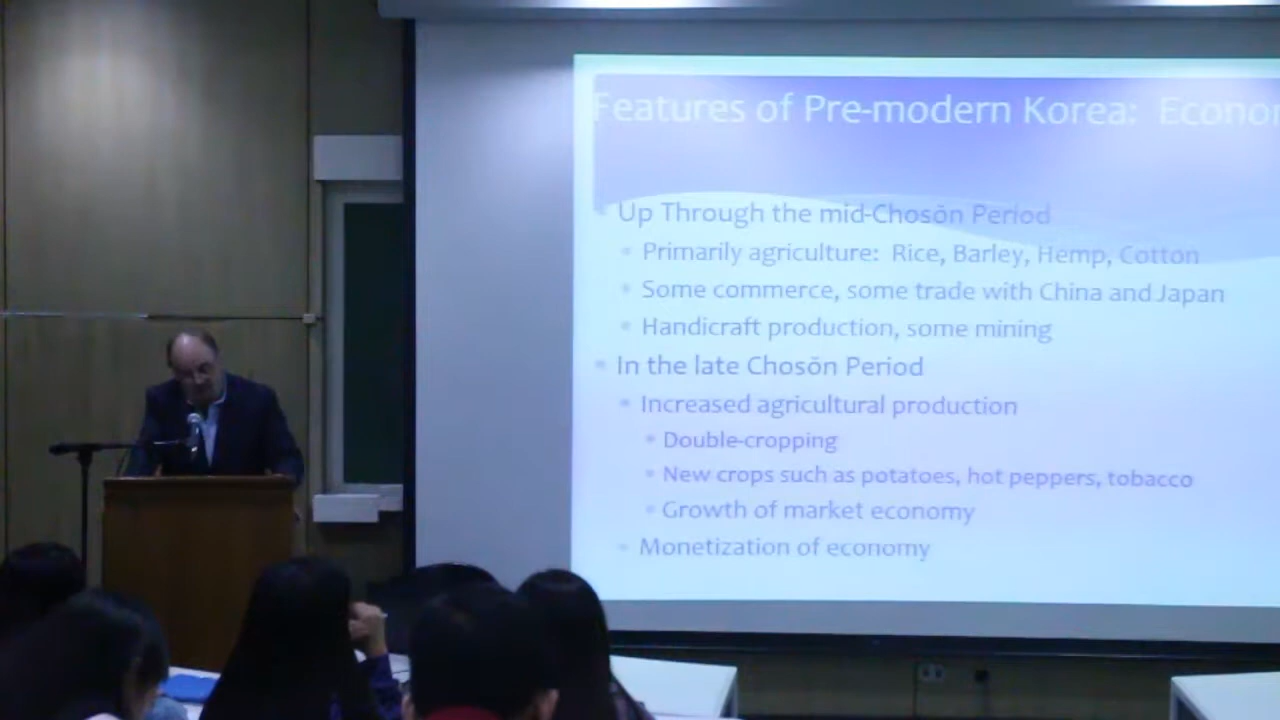 Features of Pre-modern Korea: Econo
Up Through the mid-Chosŏn Period
Primarily agriculture: Rice, Barley, Hemp, Cotton
Some commerce, some trade with China and Japan
Handicraft production, some mining
In the late Chosŏn Period
Increased agricultural production
Double-cropping
New crops such as potatoes, hot peppers, tobacco
Growth of market economy
Monetization of economy